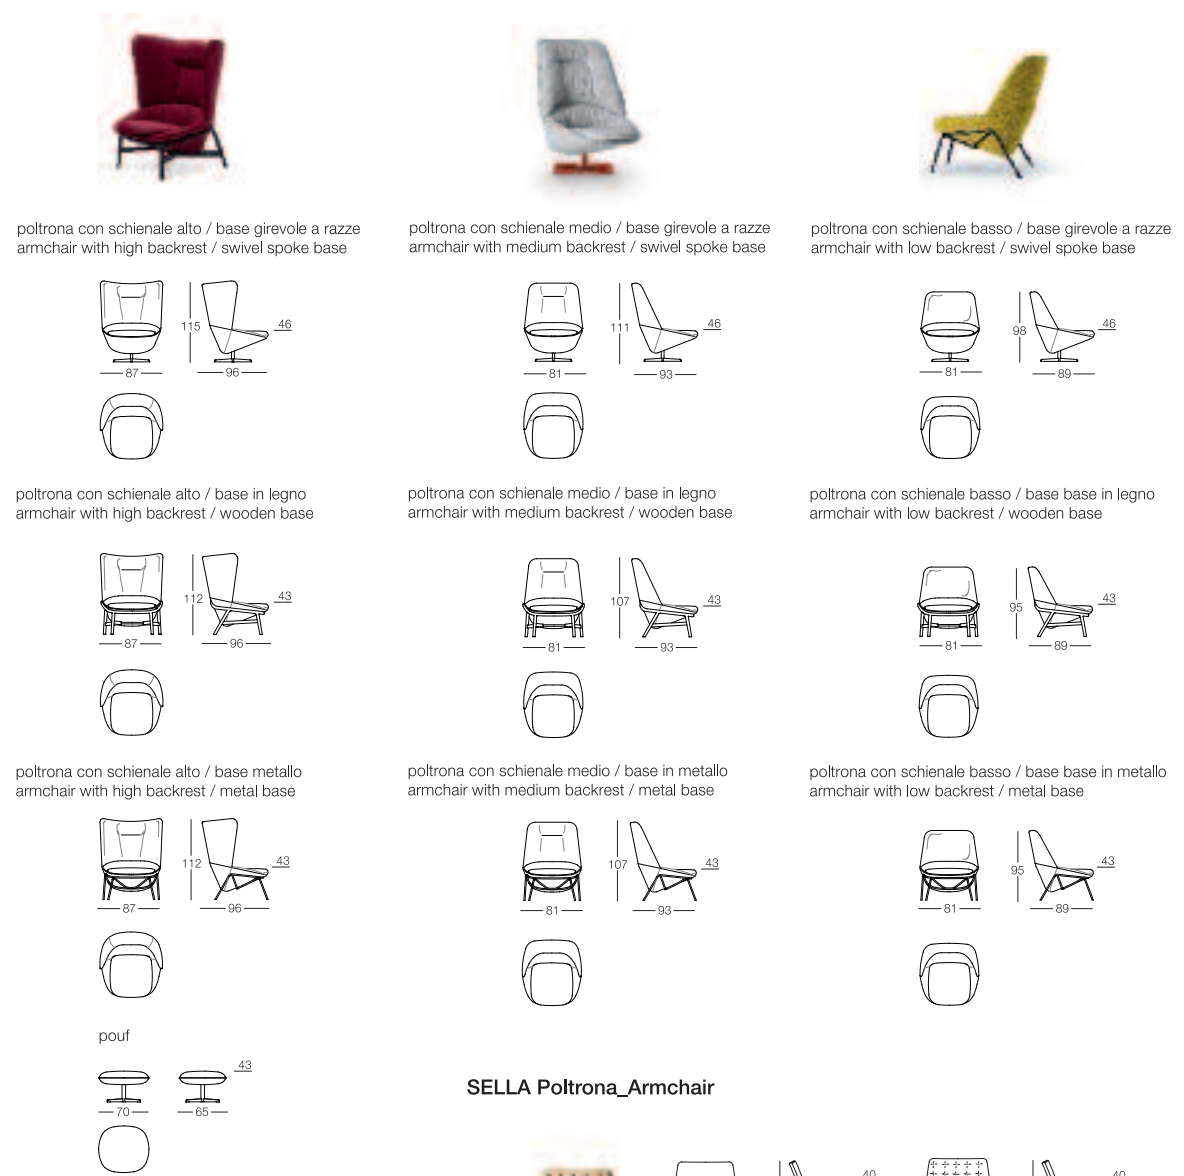 poltrona con schienale alto / base girevole a razze
armchair with high backrest / swivel spoke base
poltrona con schienale medio / base girevole a razze
armchair with medium backrest / swivel spoke base
poltrona con schienale basso / base girevole a razze
armchair with low backrest / swivel spoke base
115
46
87
96
111
46
81
93
98
46
81
89
poltrona con schienale alto / base in legno
armchair with high backrest / wooden base
poltrona con schienale medio / base in legno
armchair with medium backrest / wooden base
poltrona con schienale basso / base base in legno
armchair with low backrest / wooden base
112
43
87
96
107
43
81
93
95
43
81
89
poltrona con schienale alto / base metallo
armchair with high backrest / metal base
poltrona con schienale medio / base in metallo
armchair with medium backrest / metal base
poltrona con schienale basso / base base in metallo
armchair with low backrest / metal base
112
43
87
96
107
43
81
93
95
43
81
89
pouf
43
70
65
SELLA Poltrona_Armchair